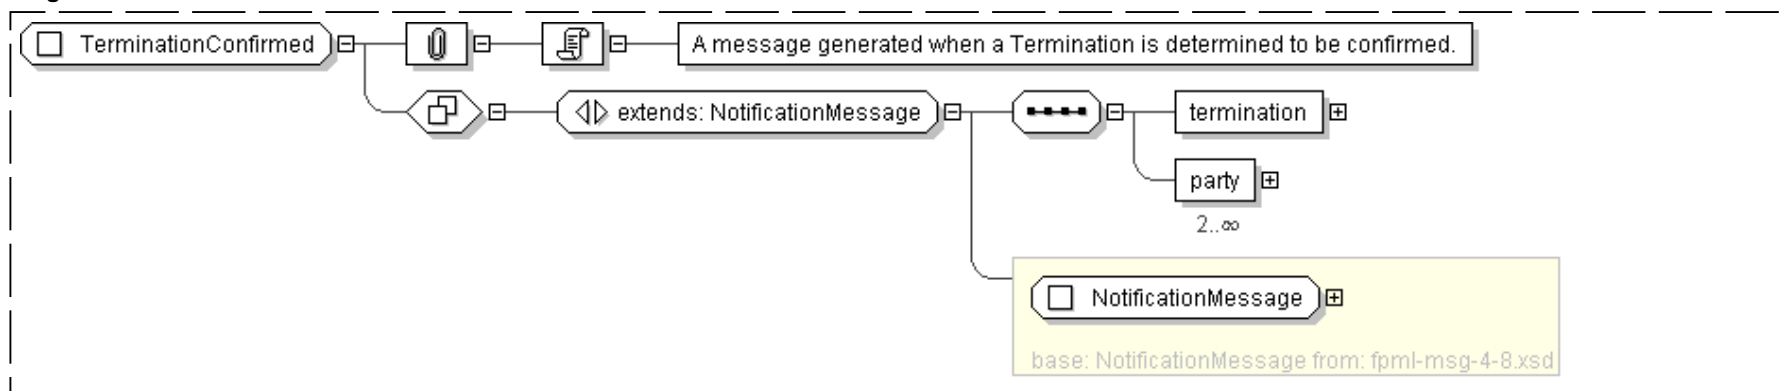 TerminationConfirmed
A message generated when a Termination is determined to be confirmed.
extends: NotificationMessage
termination
party
2..∞
NotificationMessage
base: NotificationMessage from: fpml-msg-4-8.xsd